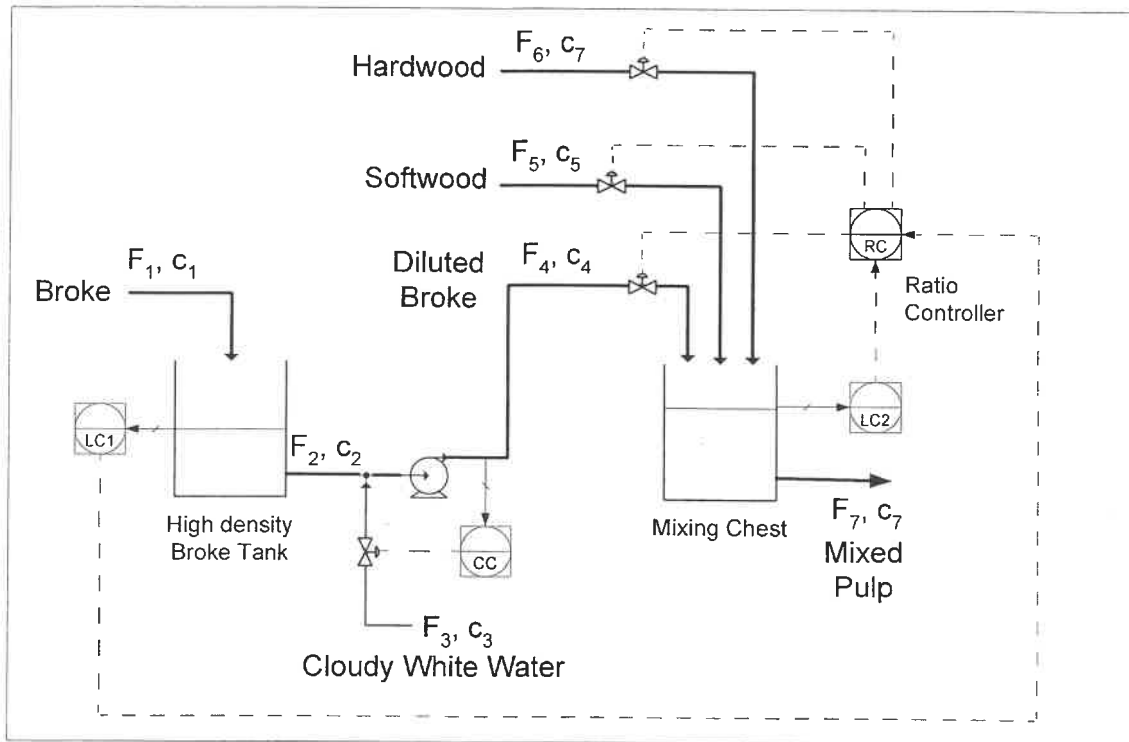 F₆, c₇
Hardwood
F₅, c₅
Softwood
RC
F₁, c₁
Diluted
Broke
F₄, c₄
Broke
Ratio
Controller
LC1
LC2
F₂, c₂
High density
Broke Tank
Mixing Chest
F₇, c₇
Mixed
Pulp
CC
F₃, c₃
Cloudy White Water